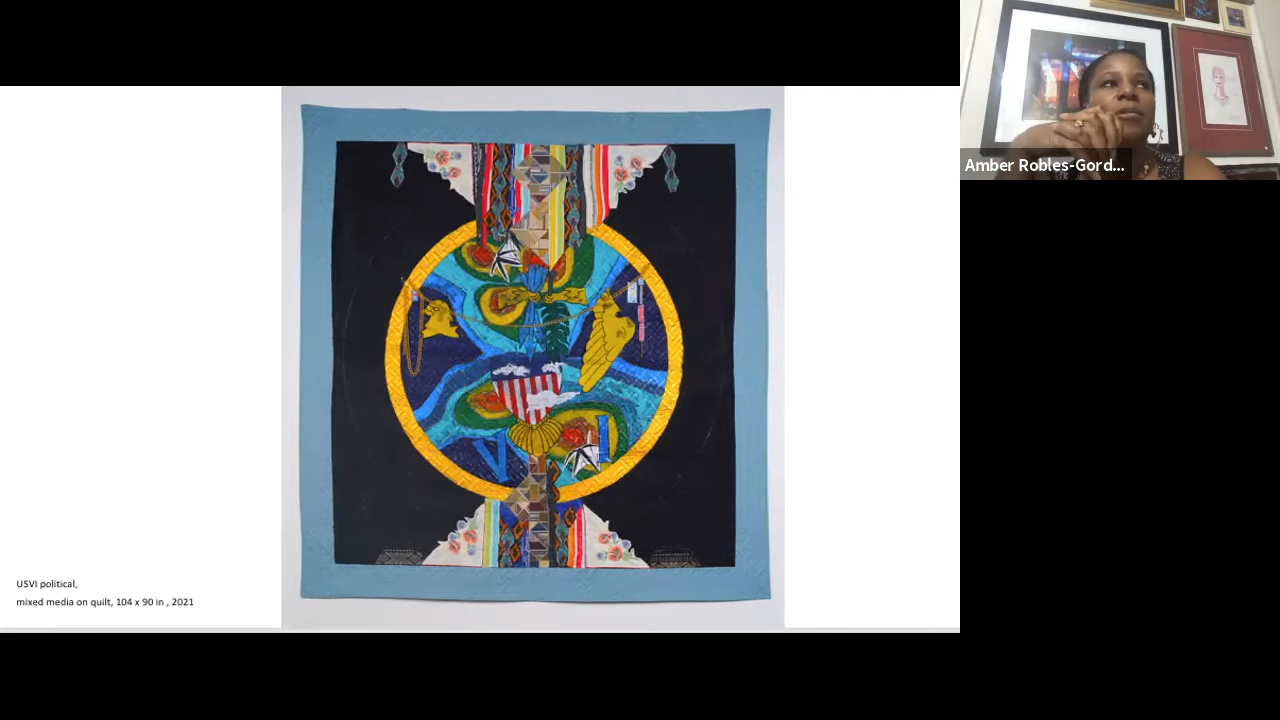 Amber Robles-Gord...
V I
USVI political,
mixed media on quilt, 104 x 90 in , 2021